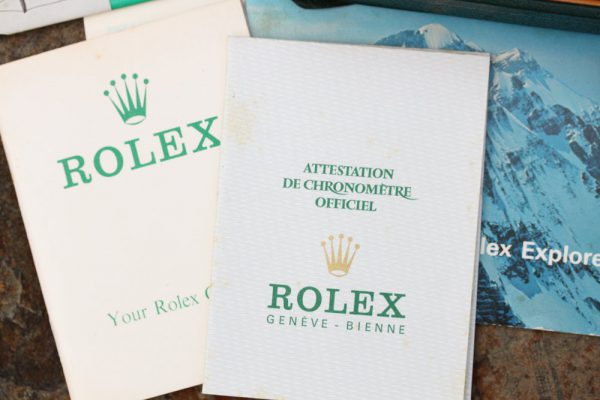 ROLEX
Your Rolex
ATTESTATION
DE CHRONOMÈTRE
OFFICIEL
ROLEX
GENÈVE - BIENNE
lex Explore